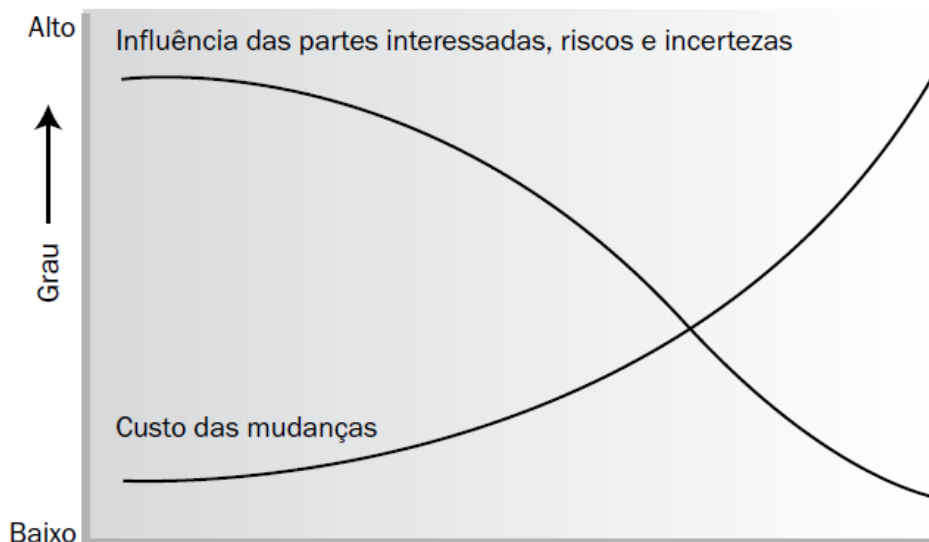 Alto
Influência das partes interessadas, riscos e incertezas
Grau
Custo das mudanças
Baixo